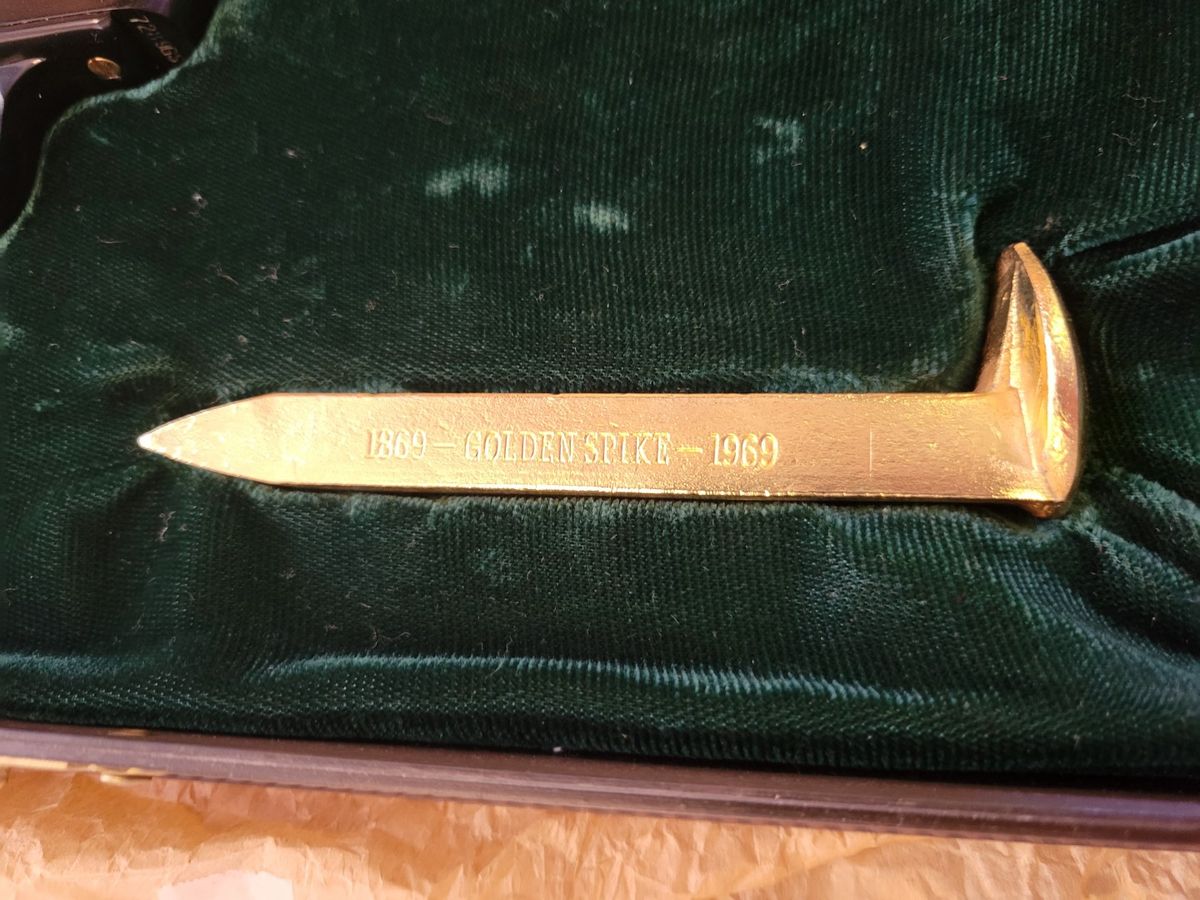 1869 — GOLDEN SPIKE — 1969